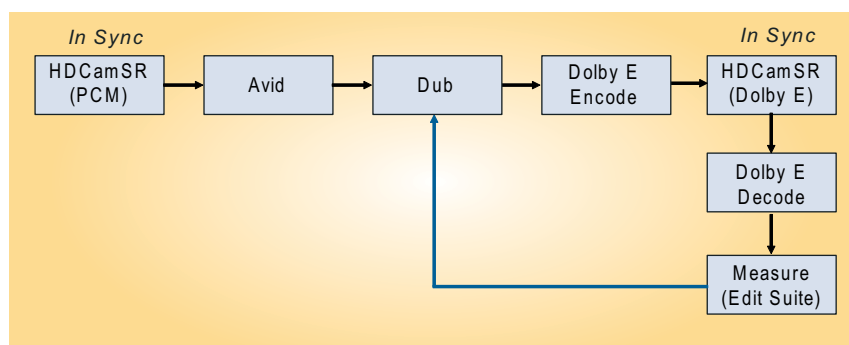 In Sync
In Sync
HDCamSR
(PCM)
Avid
Dub
Dolby E
Encode
HDCamSR
(Dolby E)
Dolby E
Decode
Measure
(Edit Suite)